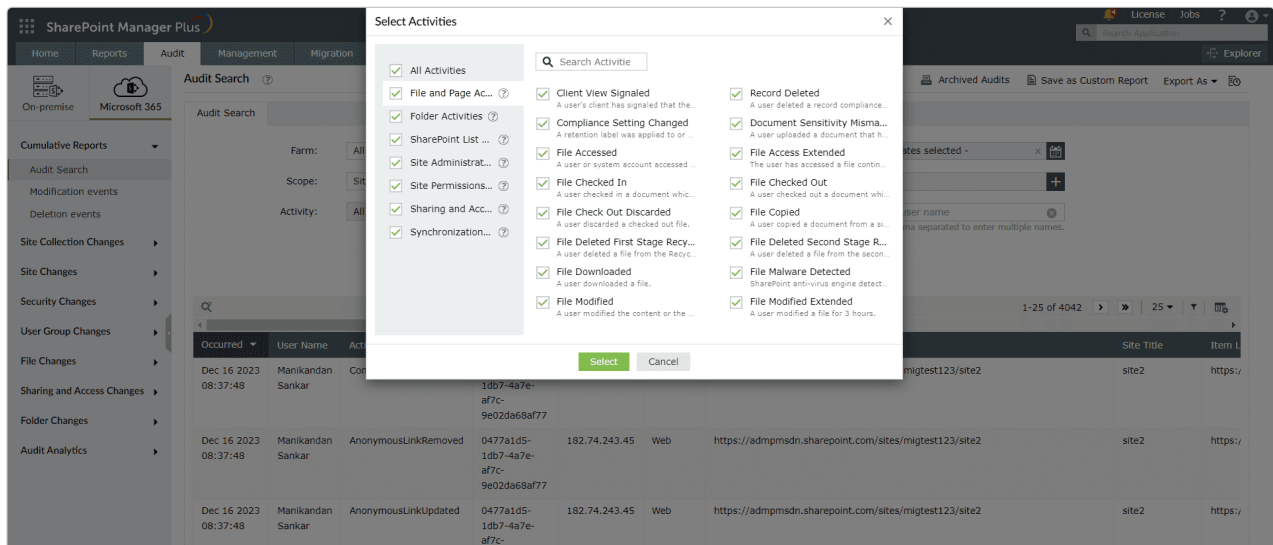 SharePoint Manager Plus
4
License Jobs ?
Search Application
Home Reports Audit Management Migration
Explorer
On-premise
Microsoft 365
Cumulative Reports
Audit Search
Modification events
Deletion events
Site Collection Changes
Site Changes
Security Changes
User Group Changes
File Changes
Sharing and Access Changes
Folder Changes
Audit Analytics
Audit Search ?
Archived Audits Save as Custom Report Export As
Audit Search
Farm: All
ates selected -
Scope: Sit
Activity: All
user name
ma separated to enter multiple names.
Select Activities
All Activities
File and Page Ac... ?
Folder Activities ?
SharePoint List ... ?
Site Administrat... ?
Site Permissions... ?
Sharing and Acc... ?
Synchronization... ?
Search Activitie
Client View Signaled
A user's client has signaled that the...
Record Deleted
A user deleted a record compliance...
Compliance Setting Changed
A retention label was applied to or ...
Document Sensitivity Misma...
A user uploaded a document that h...
File Accessed
A user or system account accessed ...
File Access Extended
The user has accessed a file contin...
File Checked In
A user checked in a document whic...
File Checked Out
A user checked out a document whi...
File Check Out Discarded
A user discarded a checked out file.
File Copied
A user copied a document from a si...
File Deleted First Stage Recy...
A user deleted a file from the Recyc...
File Deleted Second Stage R...
A user deleted a file from the secon...
File Downloaded
A user downloaded a file.
File Malware Detected
SharePoint anti-virus engine detect...
File Modified
A user modified the content or the ...
File Modified Extended
A user modified a file for 3 hours.
Select Cancel
1-25 of 4042 25
Occurred User Name Acti Site Title Item L
Dec 16 2023 Manikandan Con migtest123/site2 site2 https:/
08:37:48 Sankar 1db7-4a7e-
af7c-
9e02da68af77
Dec 16 2023 Manikandan AnonymousLinkRemoved 0477a1d5- 182.74.243.45 Web https://admpmsdn.sharepoint.com/sites/migtest123/site2 site2 https:/
08:37:48 Sankar 1db7-4a7e-
af7c-
9e02da68af77
Dec 16 2023 Manikandan AnonymousLinkUpdated 0477a1d5- 182.74.243.45 Web https://admpmsdn.sharepoint.com/sites/migtest123/site2 site2 https:/
08:37:48 Sankar 1db7-4a7e-
af7c-